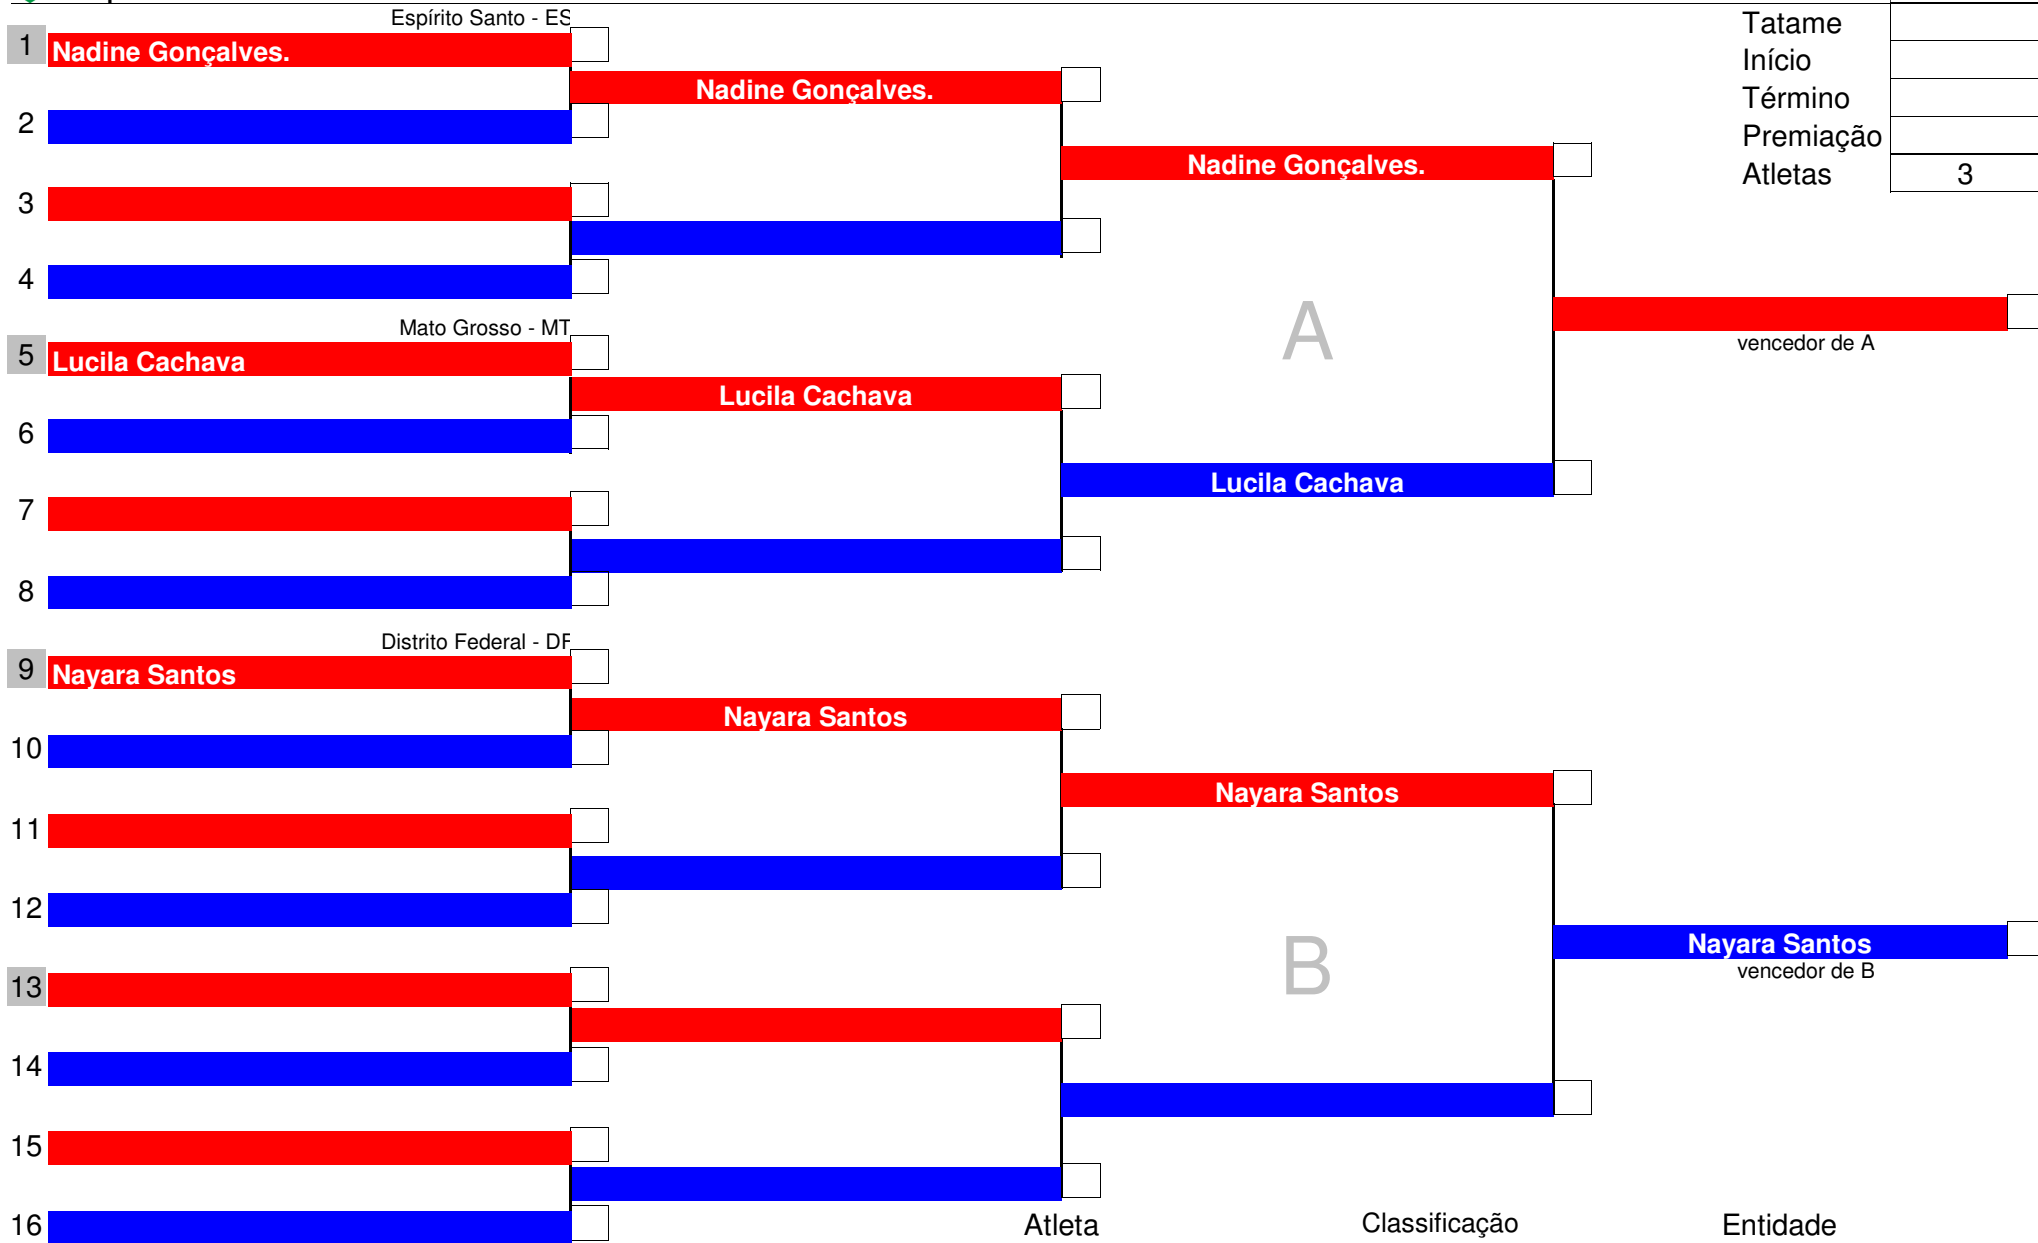 Espírito Santo - ES
1 Nadine Gonçalves.
Nadine Gonçalves.
2
Nadine Gonçalves.
3
4
Tatame
Início
Término
Premiação
Atletas 3
A
vencedor de A
Mato Grosso - MT
5 Lucila Cachava
Lucila Cachava
6
Lucila Cachava
7
8
Distrito Federal - DF
9 Nayara Santos
Nayara Santos
10
Nayara Santos
11
12
B
Nayara Santos
vencedor de B
13
14
15
16
Atleta Classificação Entidade